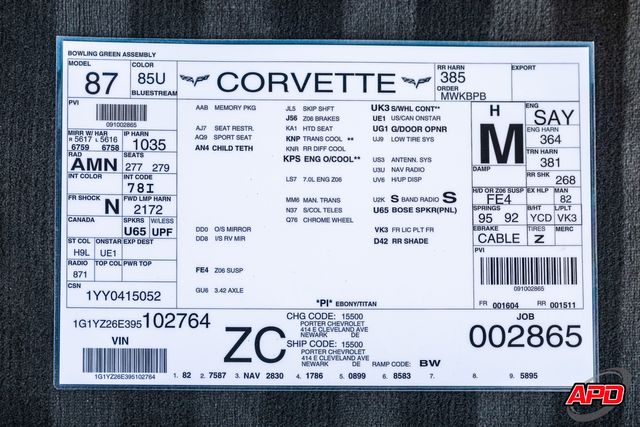 BOWLING GREEN ASSEMBLY
MODEL COLOR
87 85U
BLUESTREAM
CORVETTE
RR HARN 385
EXPORT
ORDER
MWKBPB
PVI
091002865
MIRR W/ HAR IP HARN
R 5617 L 5616 1035
6759 6758
RAD SEATS
AMN 277 279
INT COLOR INT CODE
78I
FR SHOCK FWD LMP HARN
N 2172
CANADA SPKRS W/LESS
U65 UPF
ST COL ONSTAR EXP DEST
H9L UE1
RADIO TOP COL PWR TOP
871
CSN
1YY0415052
AAB MEMORY PKG
AJ7 SEAT RESTR.
AQ9 SPORT SEAT
AN4 CHILD TETH
DD0 O/S MIRROR
DD8 I/S RV MIR
FE4 Z06 SUSP
GU6 3.42 AXLE
JL5 SKIP SHFT
J56 Z06 BRAKES
KA1 HTD SEAT
KNP TRANS COOL **
KNR RR DIFF COOL
KPS ENG O/COOL**
LS7 7.0L ENG Z06
MM6 MAN. TRANS
N37 S/COL TELES
Q76 CHROME WHEEL
*PI* EBONY/TITAN
UK3 S/WHL CONT**
UE1 US/CAN ONSTAR
UG1 G/DOOR OPNR
UJ9 LOW TIRE SYS
US3 ANTENN. SYS
U3U NAV RADIO
UV6 H/UP DISP
U2K S BAND RADIO S
U65 BOSE SPKR(PNL)
VK3 FR LIC PLT FR
D42 RR SHADE
H
M
ENG
SAY
ENG HARN
364
TRN HARN
381
DAMP RR SHK
268
H/D OR Z06 SUSP EX HLP MAN
FE4 82
SPRINGS B/HT L/PLT
95 92 YCD VK3
EBRAKE TIRES MERC
CABLE Z
PVI
091002865
FR 001604 RR 001511
1G1YZ26E395102764
VIN
1G1YZ26E395102764
ZC
CHG CODE: 15500
PORTER CHEVROLET
414 E CLEVELAND AVE
NEWARK DE
SHIP CODE: 15500
PORTER CHEVROLET
414 E CLEVELAND AVE
NEWARK DE
RAMP CODE: BW
JOB
002865
1. 82 2. 7587 3. NAV 2830 4. 1786 5. 0899 6. 8583 7. 8. 9. 5895
APD